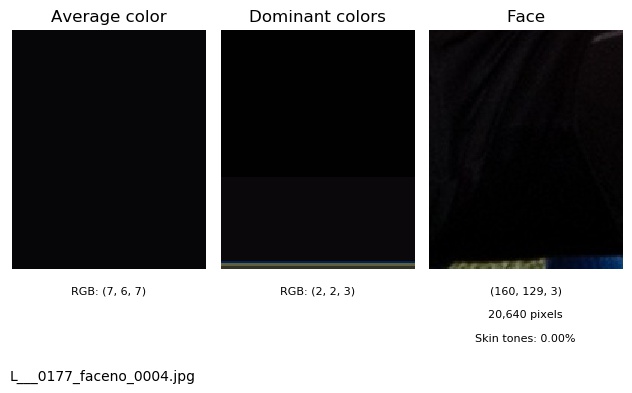 Average color
Dominant colors
Face
RGB: (7, 6, 7)
RGB: (2, 2, 3)
(160, 129, 3)
20,640 pixels
Skin tones: 0.00%
L___0177_faceno_0004.jpg